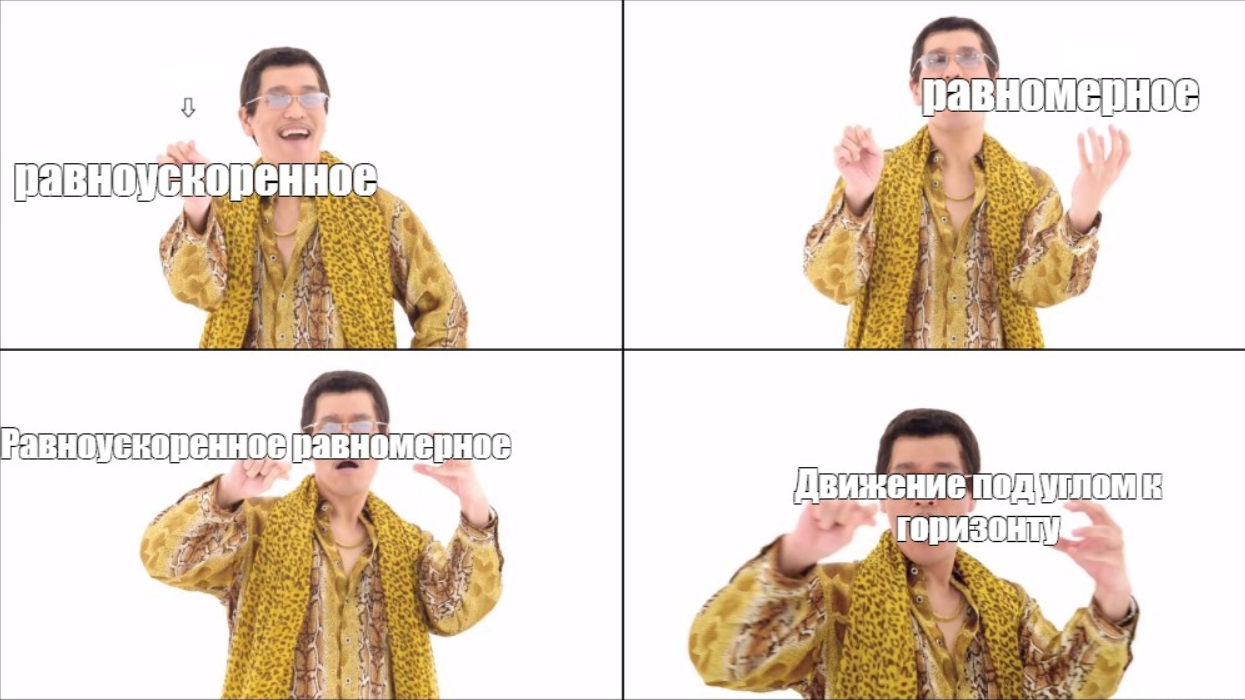 равноускоренное
равномерное
Равноускоренное равномерное
Движение под углом к
горизонту